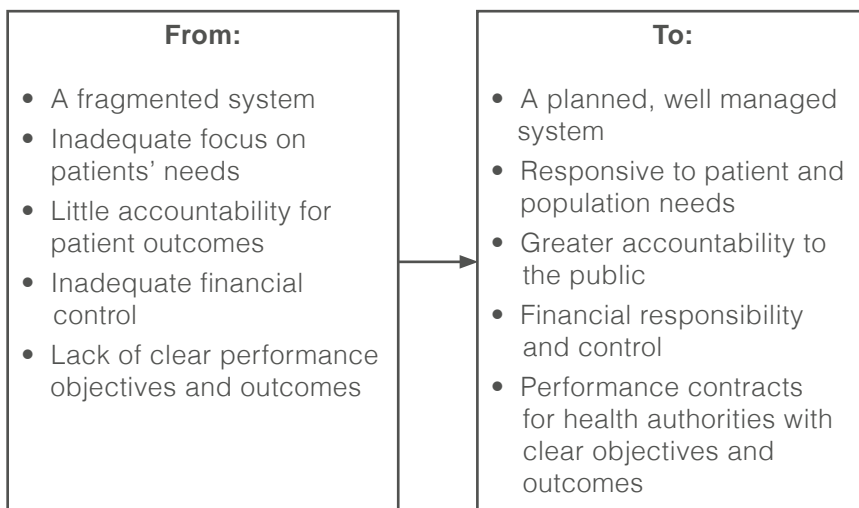 From:
• A fragmented system
• Inadequate focus on
patients’ needs
• Little accountability for
patient outcomes
• Inadequate financial
control
• Lack of clear performance
objectives and outcomes
To:
• A planned, well managed
system
• Responsive to patient and
population needs
• Greater accountability to
the public
• Financial responsibility
and control
• Performance contracts
for health authorities with
clear objectives and
outcomes